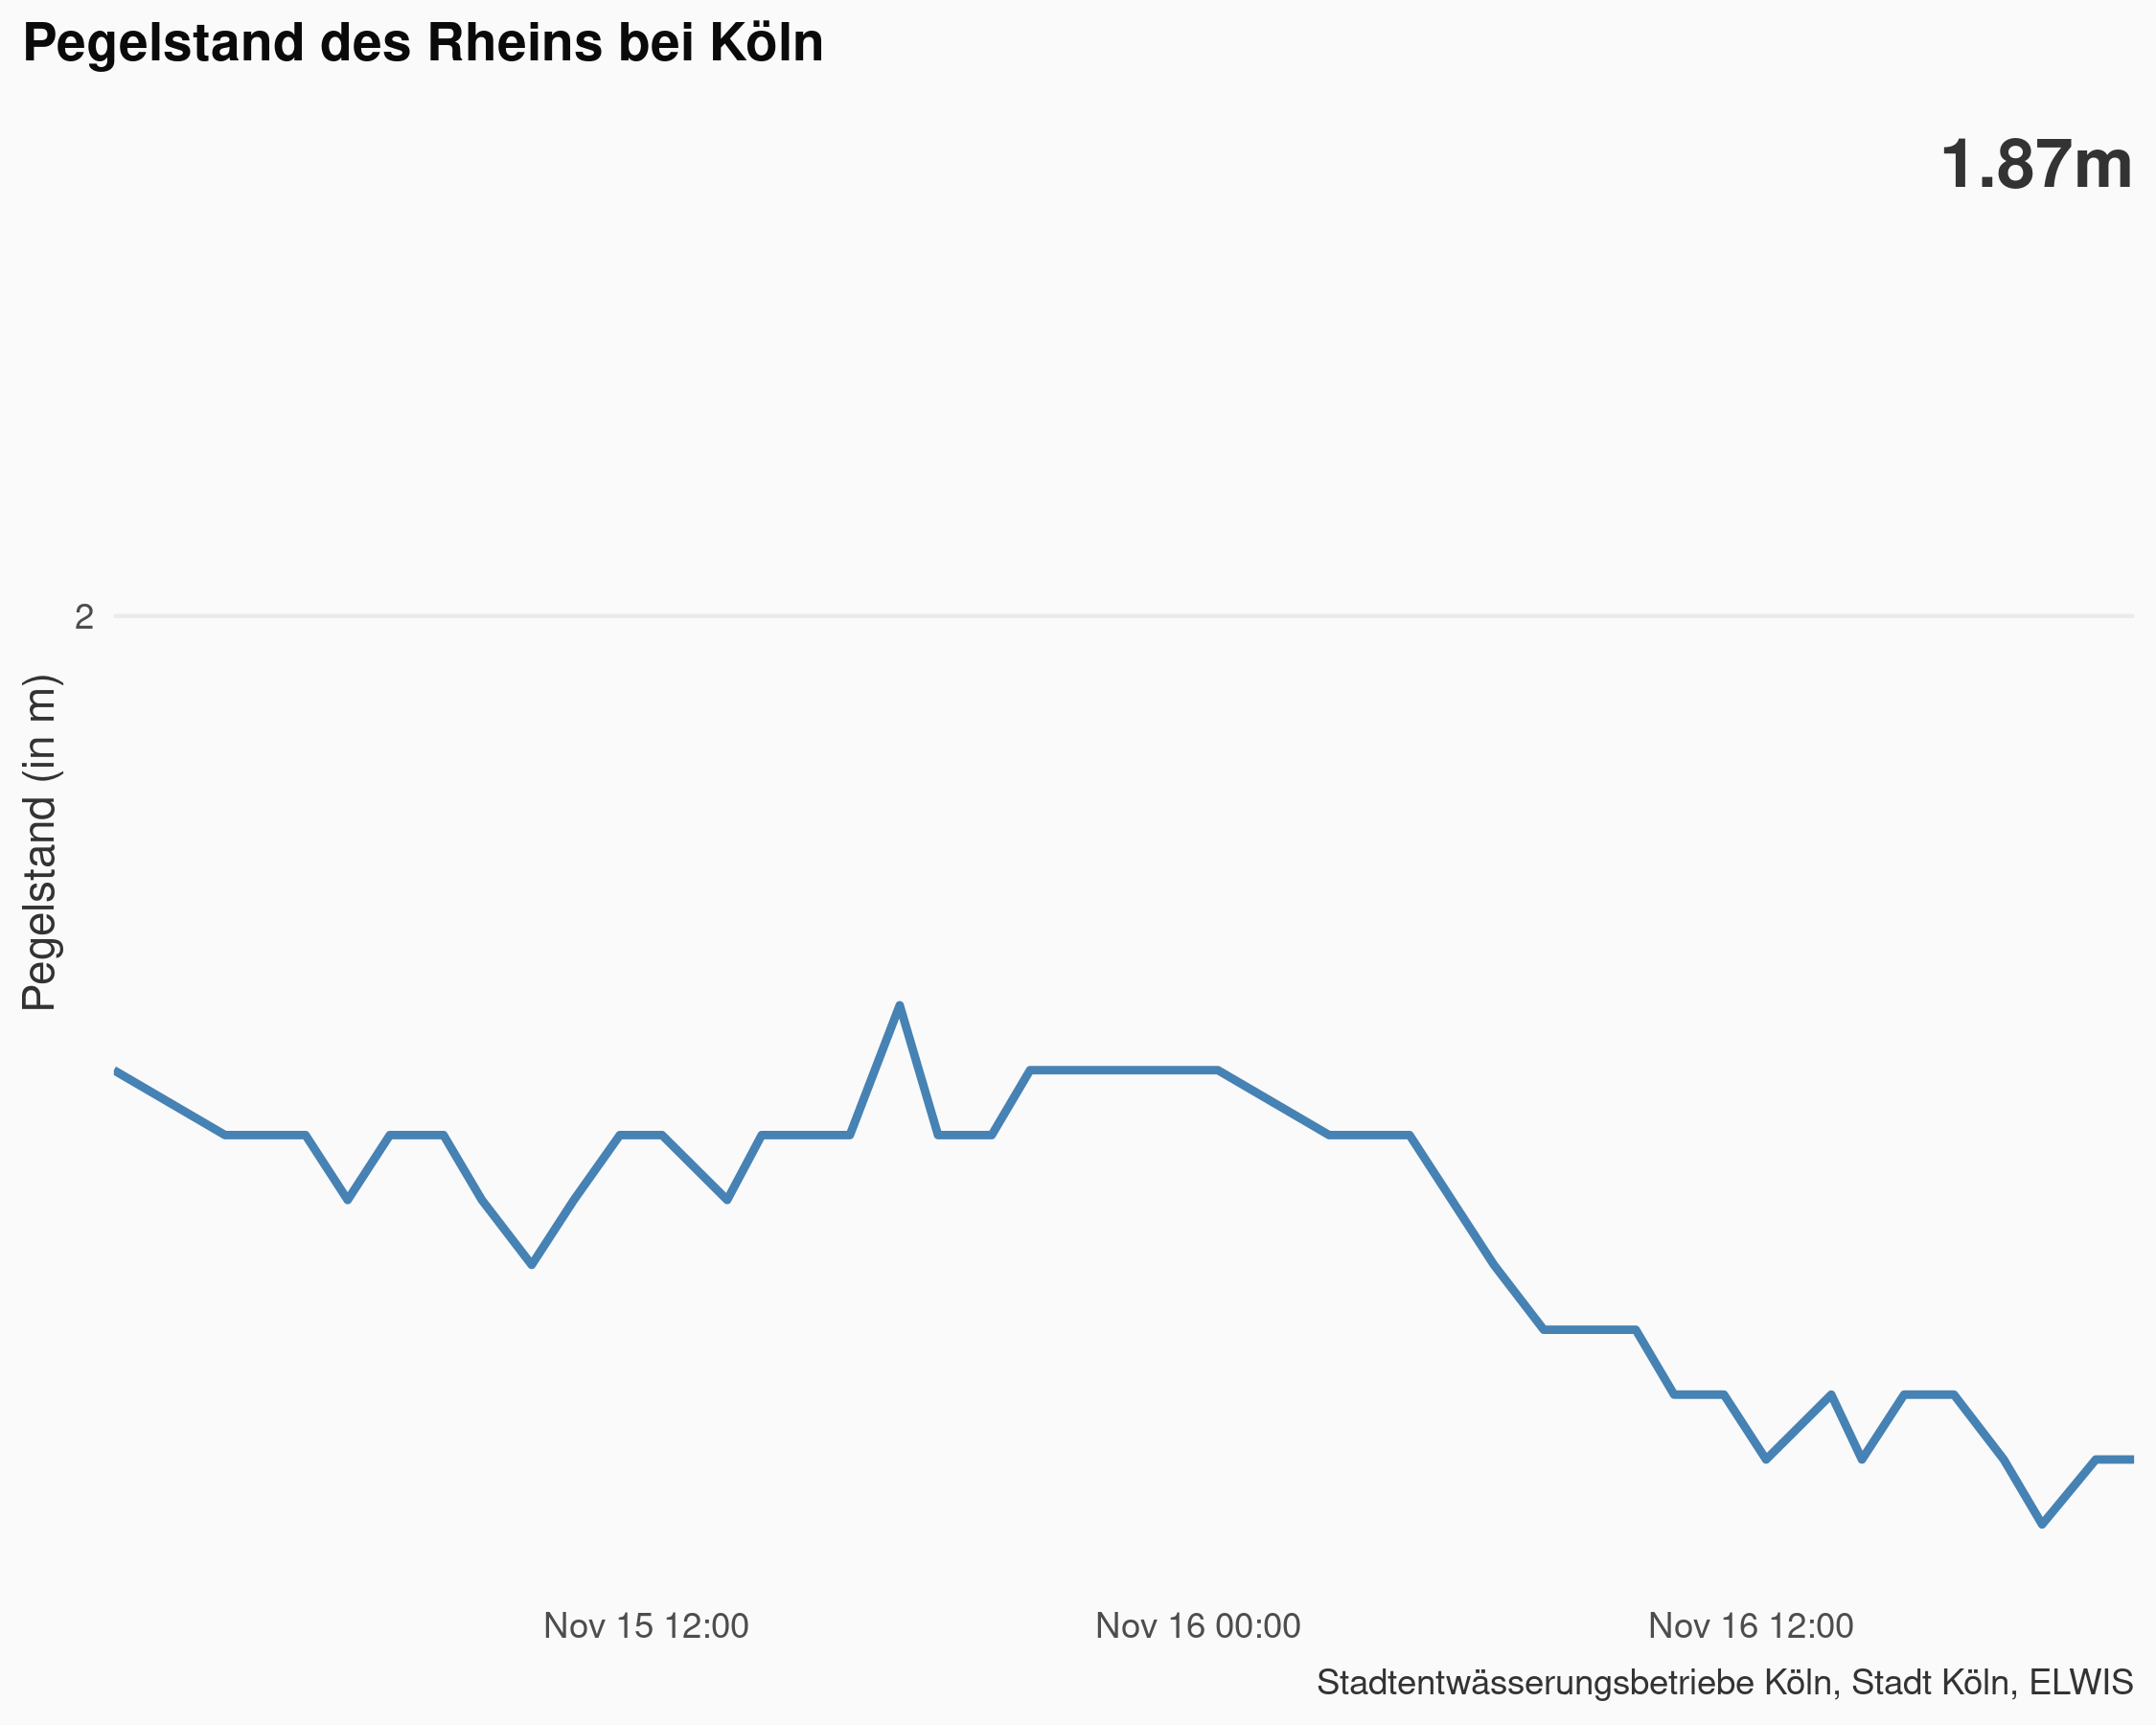 Pegelstand des Rheins bei Köln
1.87m
2
Pegelstand (in m)
Nov 15 12:00
Nov 16 00:00
Nov 16 12:00
Stadtentwässerungsbetriebe Köln, Stadt Köln, ELWIS